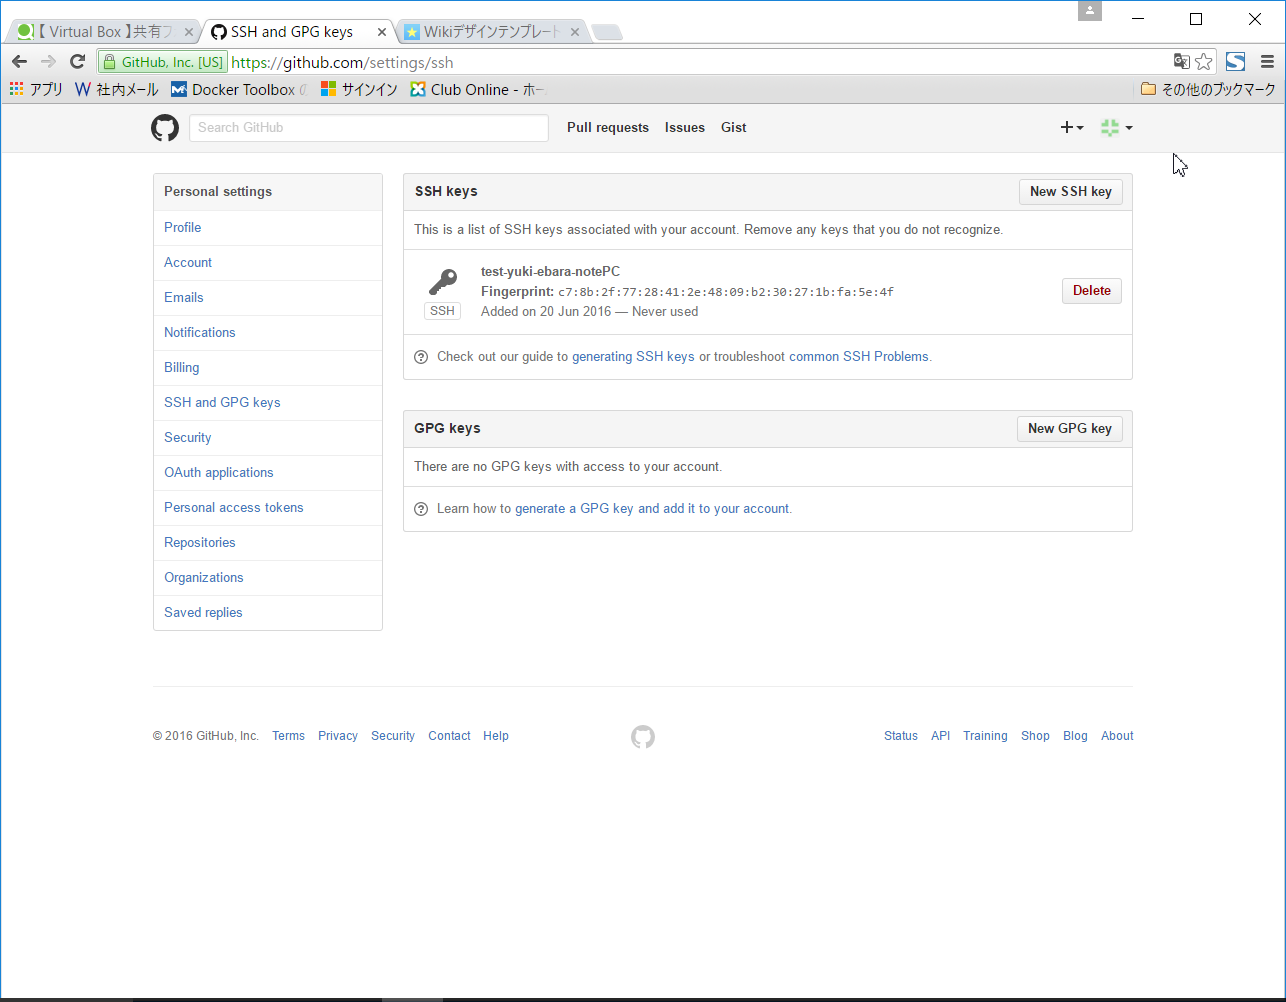 【 Virtual Box 】共有フ
SSH and GPG keys
Wikiデザインテンプレート
GitHub, Inc. [US]
https://github.com/settings/ssh
アプリ
社内メール
Docker Toolbox
サインイン
Club Online - ホー
その他のブックマーク
Search GitHub
Pull requests
Issues
Gist
Personal settings
Profile
Account
Emails
Notifications
Billing
SSH and GPG keys
Security
OAuth applications
Personal access tokens
Repositories
Organizations
Saved replies
SSH keys
New SSH key
This is a list of SSH keys associated with your account. Remove any keys that you do not recognize.
SSH
test-yuki-ebara-notePC
Fingerprint: c7:8b:2f:77:28:41:2e:48:09:b2:30:27:1b:fa:5e:4f
Added on 20 Jun 2016 — Never used
Delete
Check out our guide to generating SSH keys or troubleshoot common SSH Problems.
GPG keys
New GPG key
There are no GPG keys with access to your account.
Learn how to generate a GPG key and add it to your account.
© 2016 GitHub, Inc.
Terms
Privacy
Security
Contact
Help
Status
API
Training
Shop
Blog
About